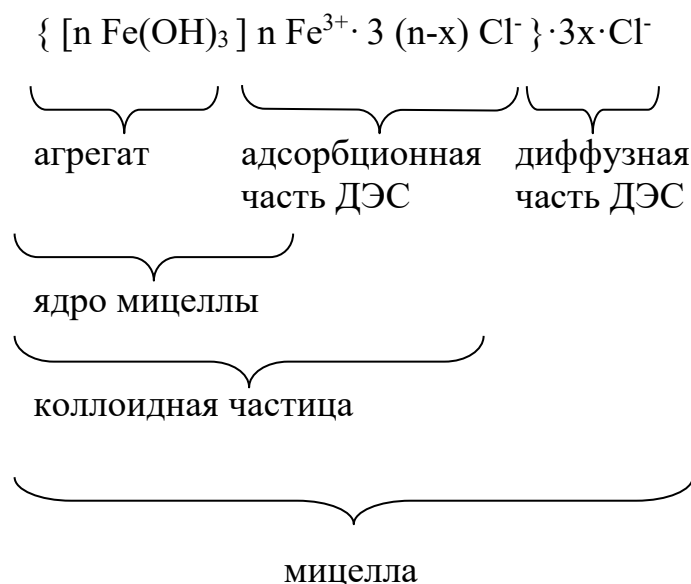 { [n Fe(OH)₃ ] n Fe³⁺· 3 (n-x) Cl⁻ }·3x·Cl⁻
агрегат адсорбционная диффузная
часть ДЭС часть ДЭС
ядро мицеллы
коллоидная частица
мицелла